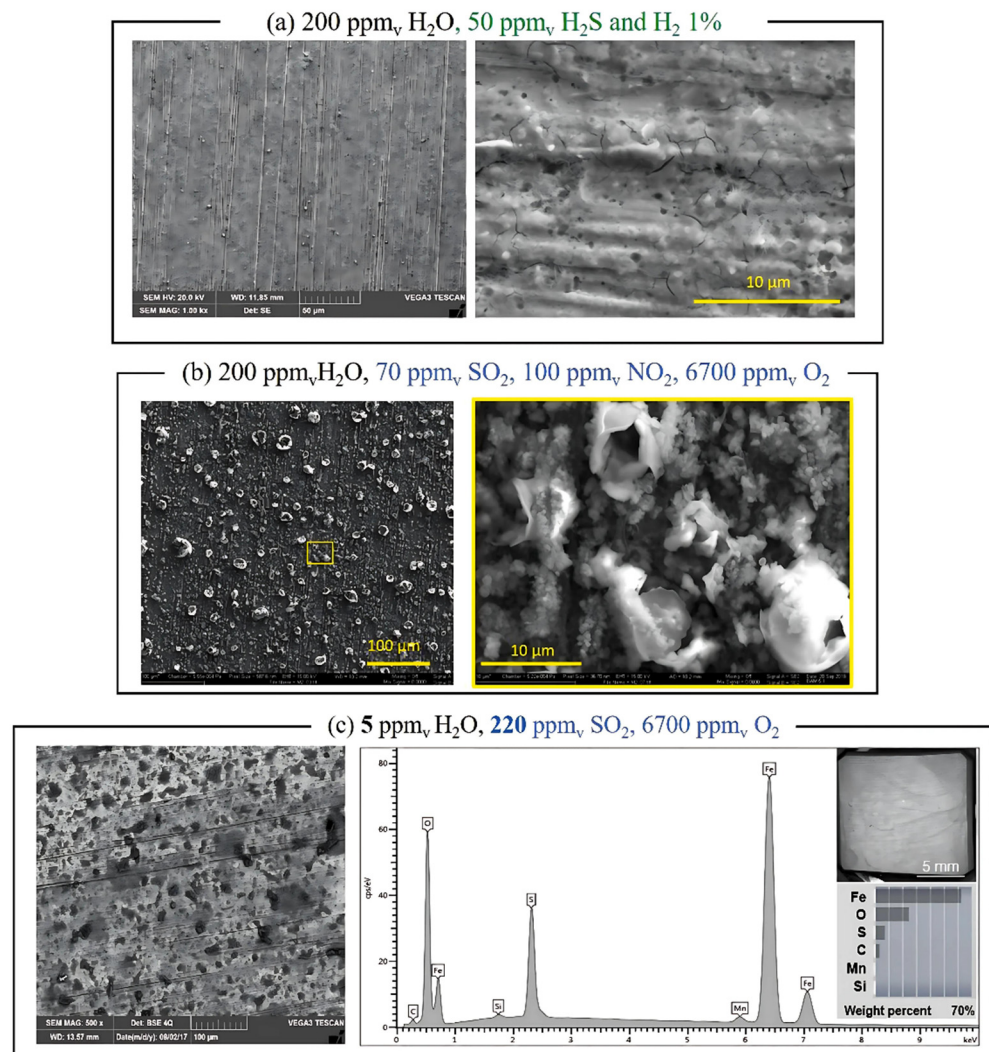 (a) 200 ppmᵥ H₂O, 50 ppmᵥ H₂S and H₂ 1%
SEM HV: 20.0 kV WD: 11.85 mm VEGA3 TESCAN
SEM MAG: 1.00 kx Det: SE 50 µm
10 µm
(b) 200 ppmᵥH₂O, 70 ppmᵥ SO₂, 100 ppmᵥ NO₂, 6700 ppmᵥ O₂
100 µm
10 µm
(c) 5 ppmᵥ H₂O, 220 ppmᵥ SO₂, 6700 ppmᵥ O₂
SEM MAG: 500 x Det: BSE 4Q VEGA3 TESCAN
WD: 13.57 mm Date(m/d/y): 08/02/17 100 µm
cps/eV
80
60
40
20
0
C
O
Fe
Si
S
Mn
Fe
Fe
0 1 2 3 4 5 6 7 8 9 keV
5 mm
Fe
O
S
C
Mn
Si
Weight percent 70%